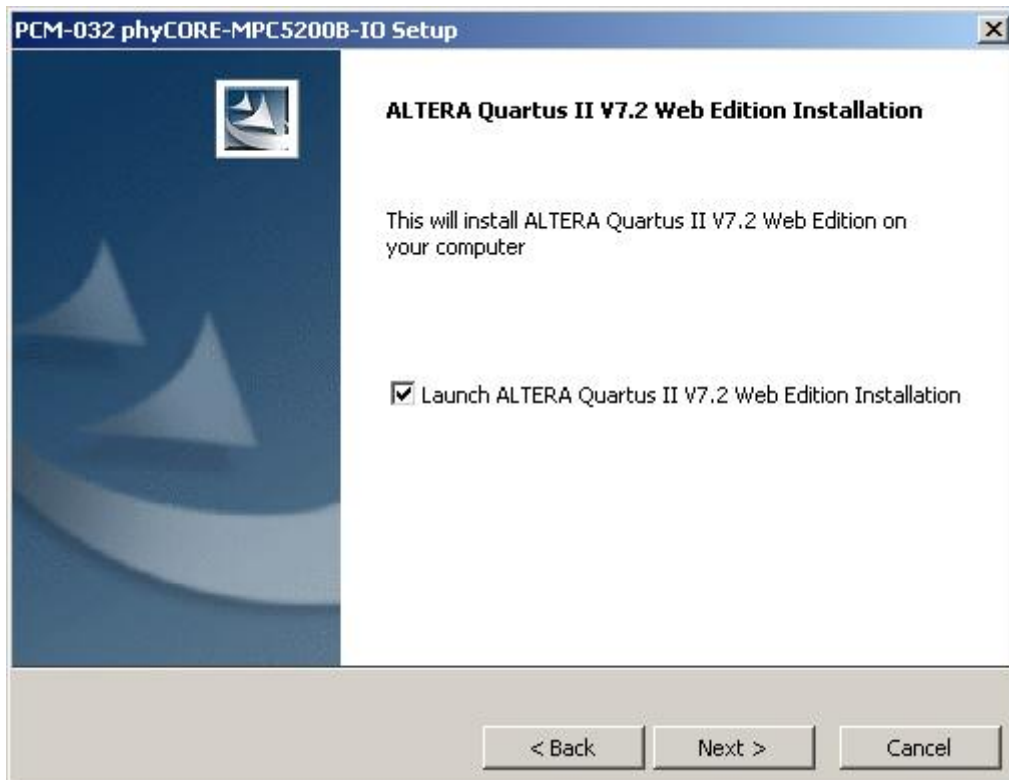 PCM-032 phyCORE-MPC5200B-IO Setup
ALTERA Quartus II V7.2 Web Edition Installation
This will install ALTERA Quartus II V7.2 Web Edition on
your computer
Launch ALTERA Quartus II V7.2 Web Edition Installation
< Back
Next >
Cancel